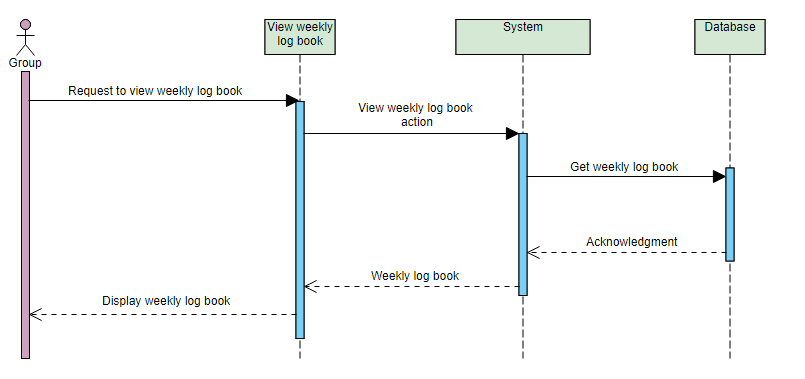 View weekly
log book
System
Database
Group
Request to view weekly log book
View weekly log book
action
Get weekly log book
Acknowledgment
Weekly log book
Display weekly log book